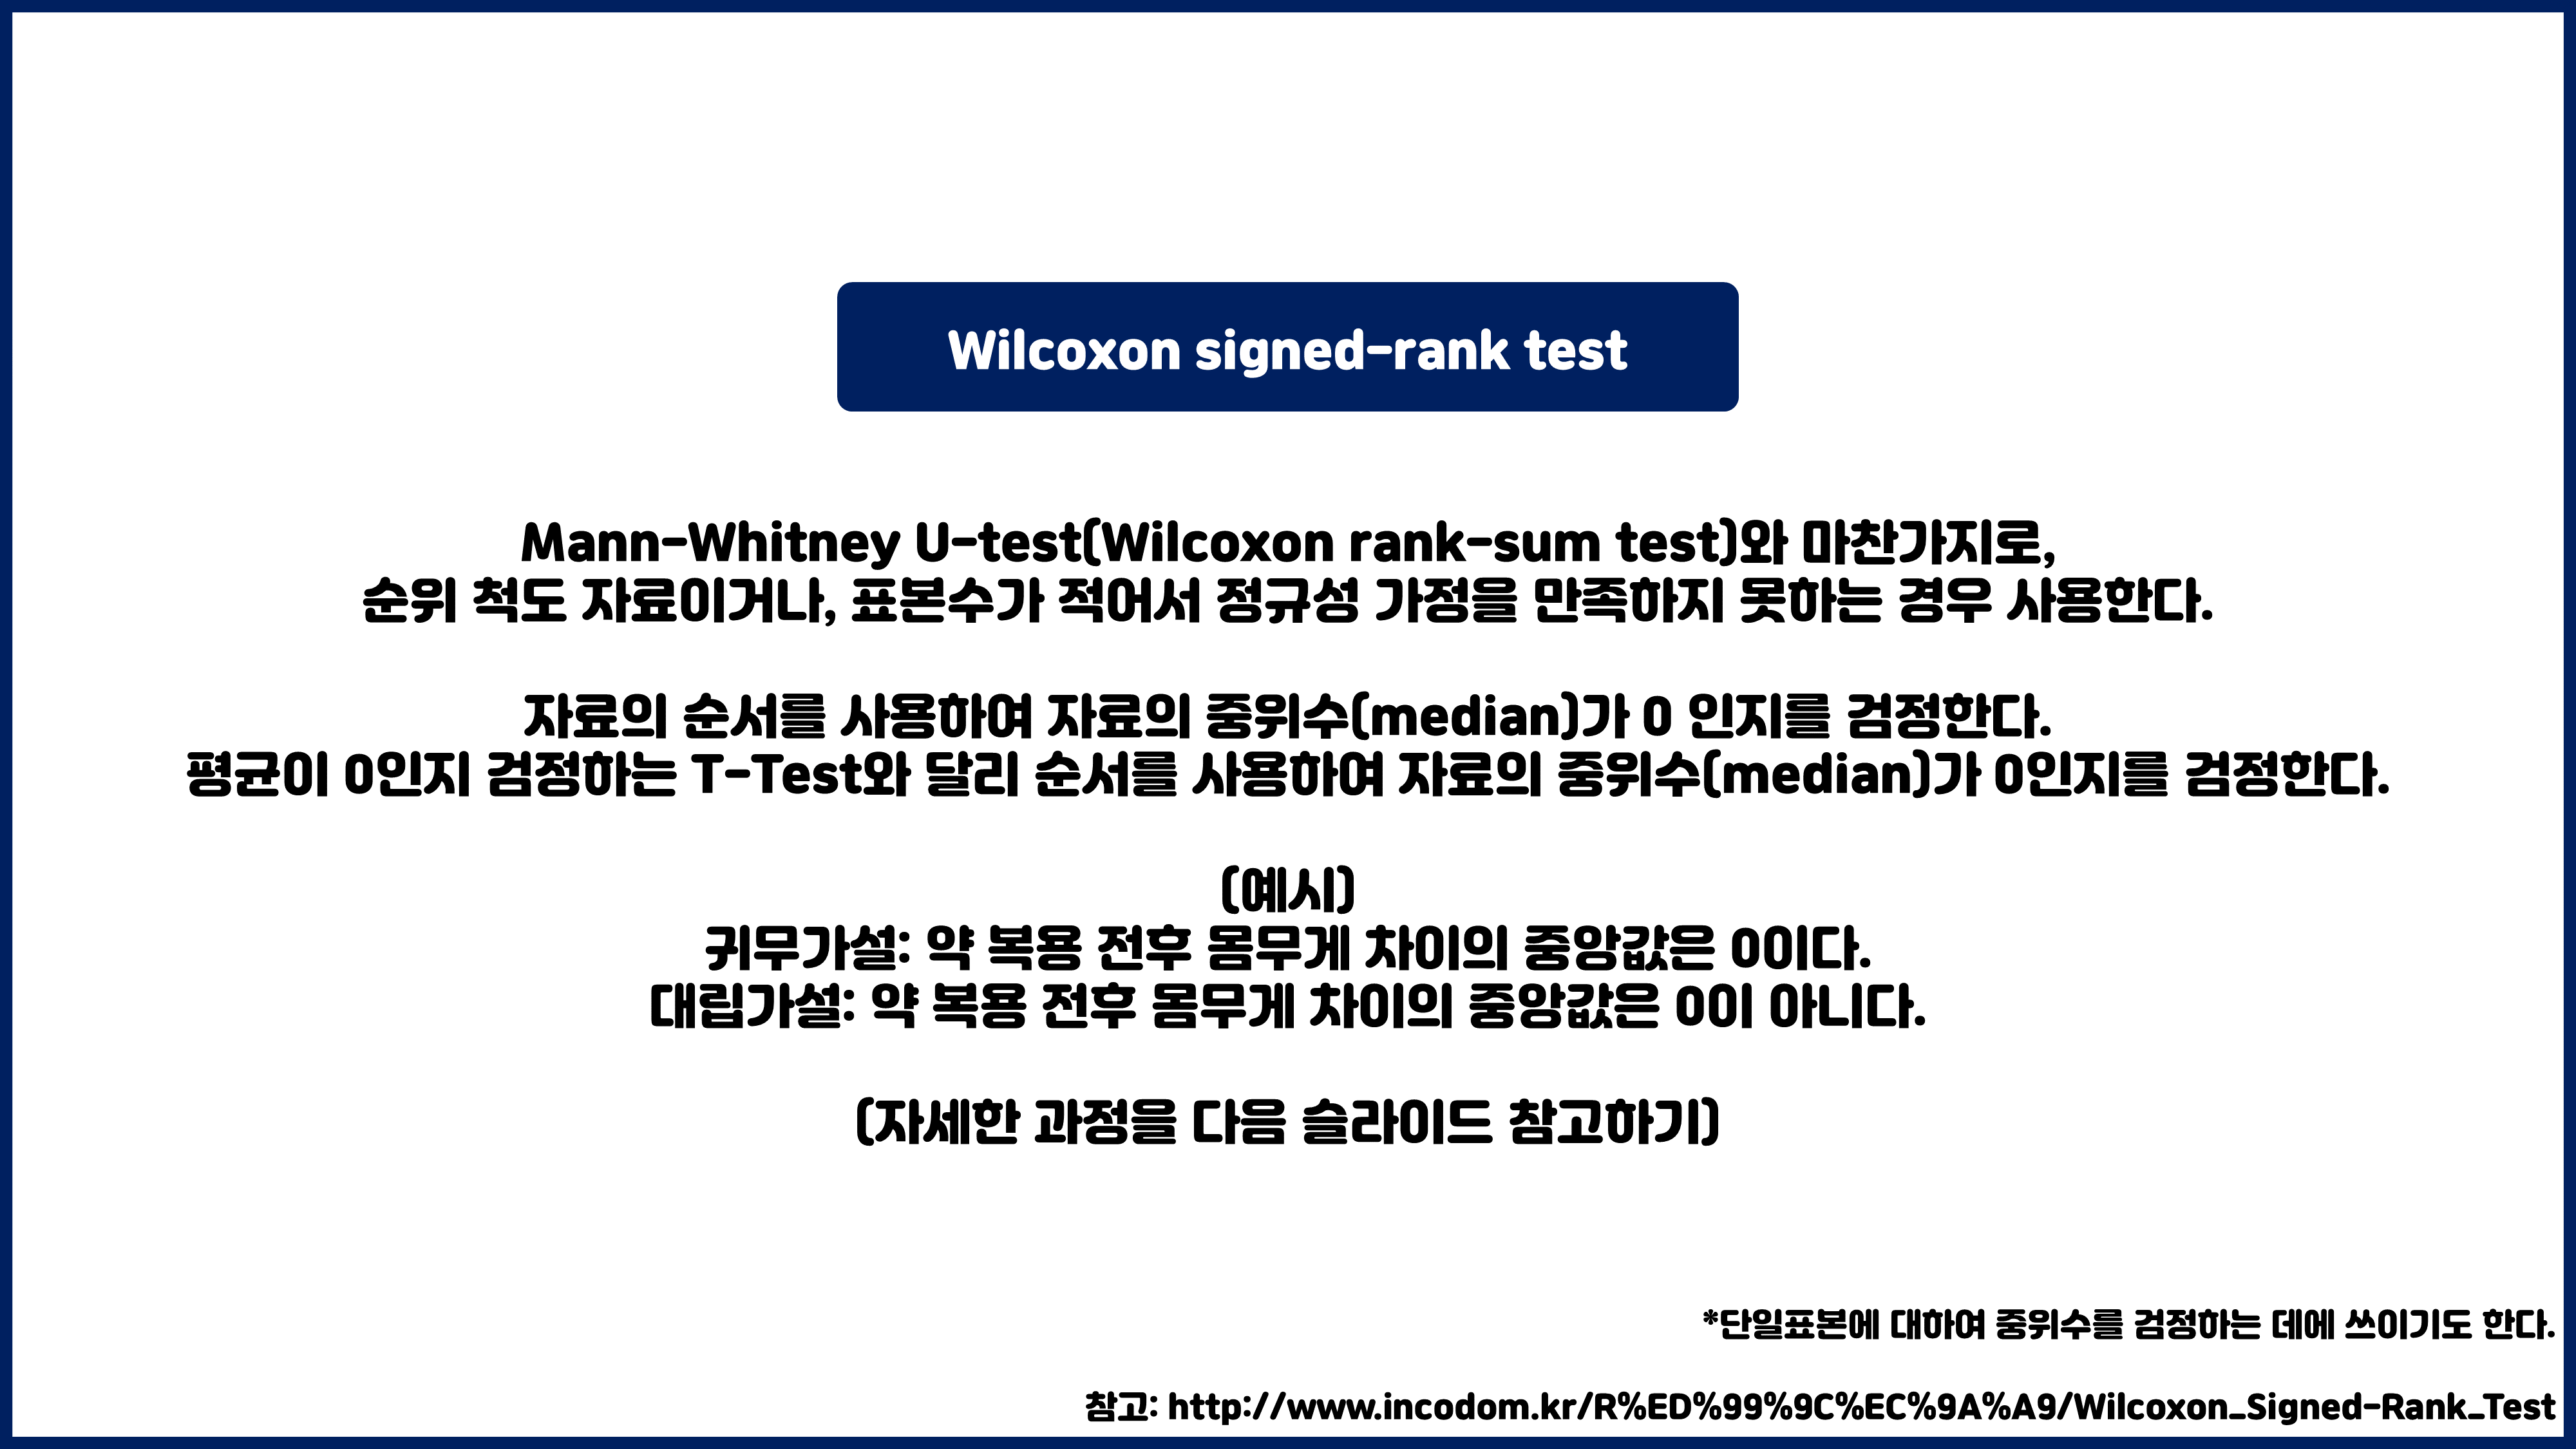 Wilcoxon signed-rank test
Mann-Whitney U-test(Wilcoxon rank-sum test)와 마찬가지로,
순위 척도 자료이거나, 표본수가 적어서 정규성 가정을 만족하지 못하는 경우 사용한다.
자료의 순서를 사용하여 자료의 중위수(median)가 0 인지를 검정한다.
평균이 0인지 검정하는 T-Test와 달리 순서를 사용하여 자료의 중위수(median)가 0인지를 검정한다.
(예시)
귀무가설: 약 복용 전후 몸무게 차이의 중앙값은 0이다.
대립가설: 약 복용 전후 몸무게 차이의 중앙값은 0이 아니다.
(자세한 과정을 다음 슬라이드 참고하기)
*단일표본에 대하여 중위수를 검정하는 데에 쓰이기도 한다.
참고: http://www.incodom.kr/R%ED%99%9C%EC%9A%A9/Wilcoxon_Signed-Rank_Test